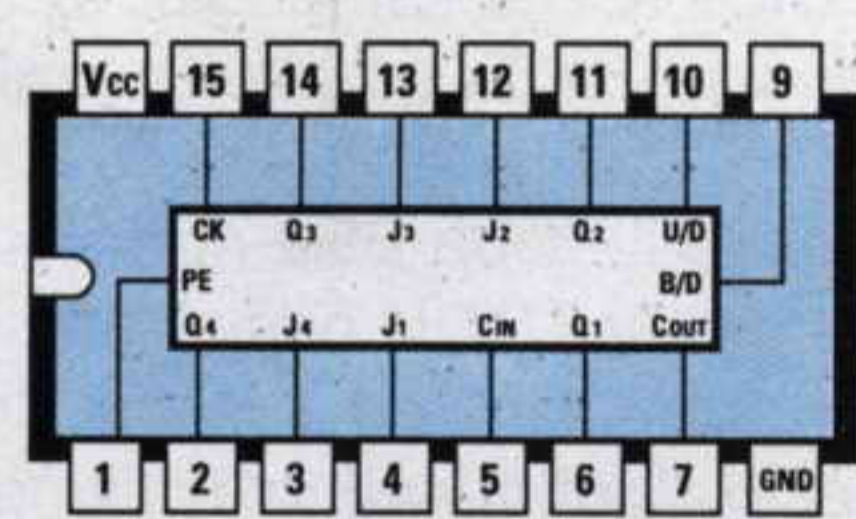 Vcc 15 14 13 12 11 10 9
CK Q3 J3 J2 Q2 U/D
PE B/D
Q4 J4 J1 CIN Q1 COUT
1 2 3 4 5 6 7 GND